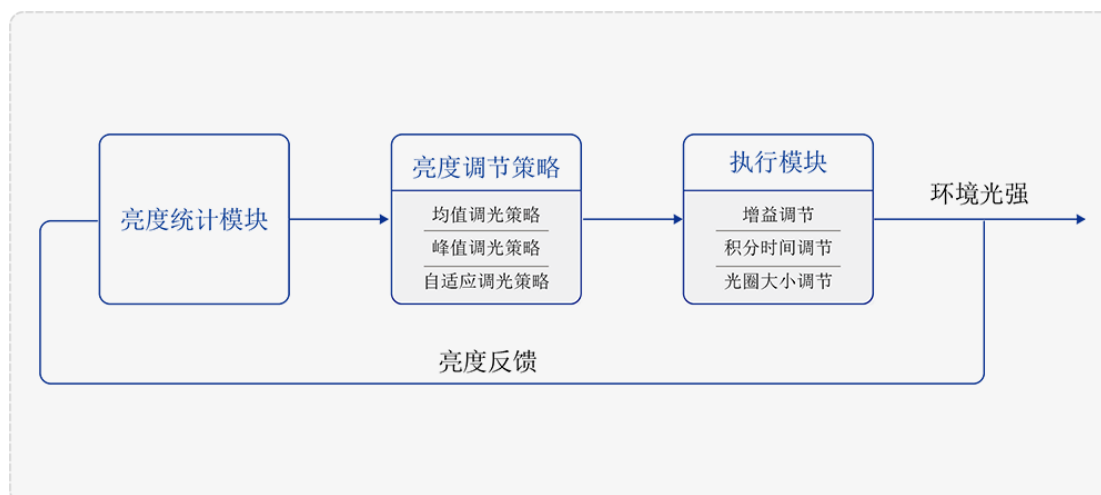 亮度统计模块
亮度调节策略
均值调光策略
峰值调光策略
自适应调光策略
执行模块
增益调节
积分时间调节
光圈大小调节
环境光强
亮度反馈